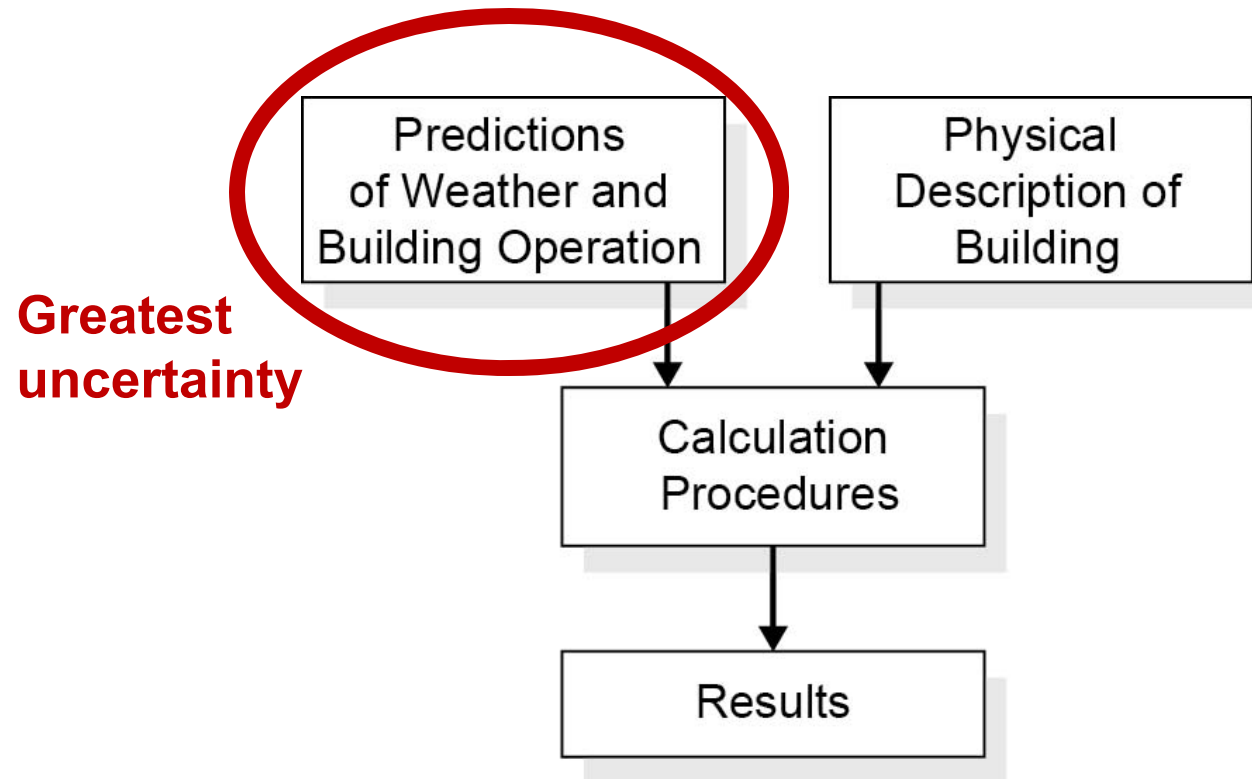 Predictions
of Weather and
Building Operation
Physical
Description of
Building
Greatest
uncertainty
Calculation
Procedures
Results